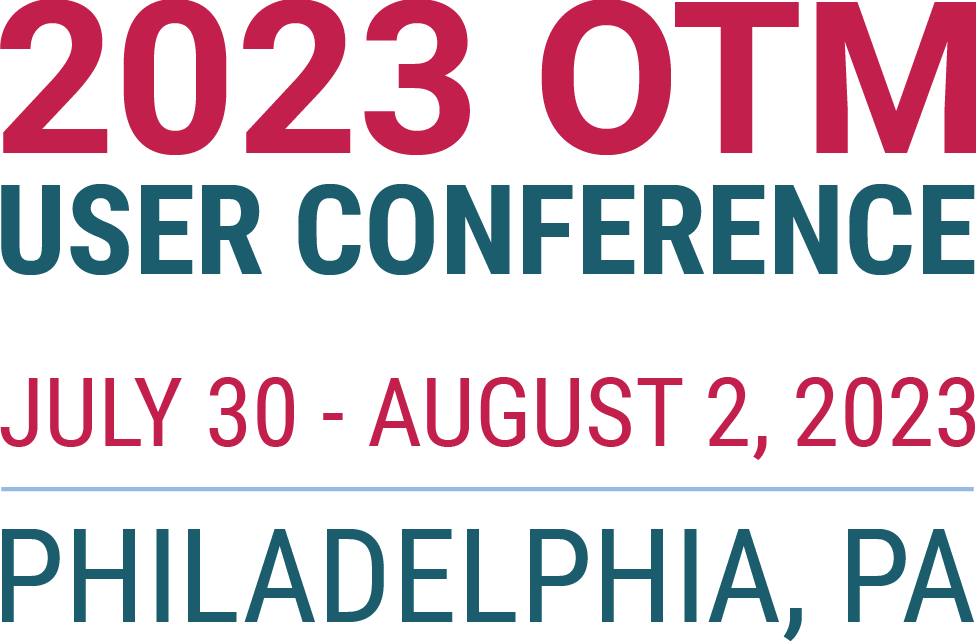 2023 OTM
USER CONFERENCE
JULY 30 - AUGUST 2, 2023
PHILADELPHIA, PA